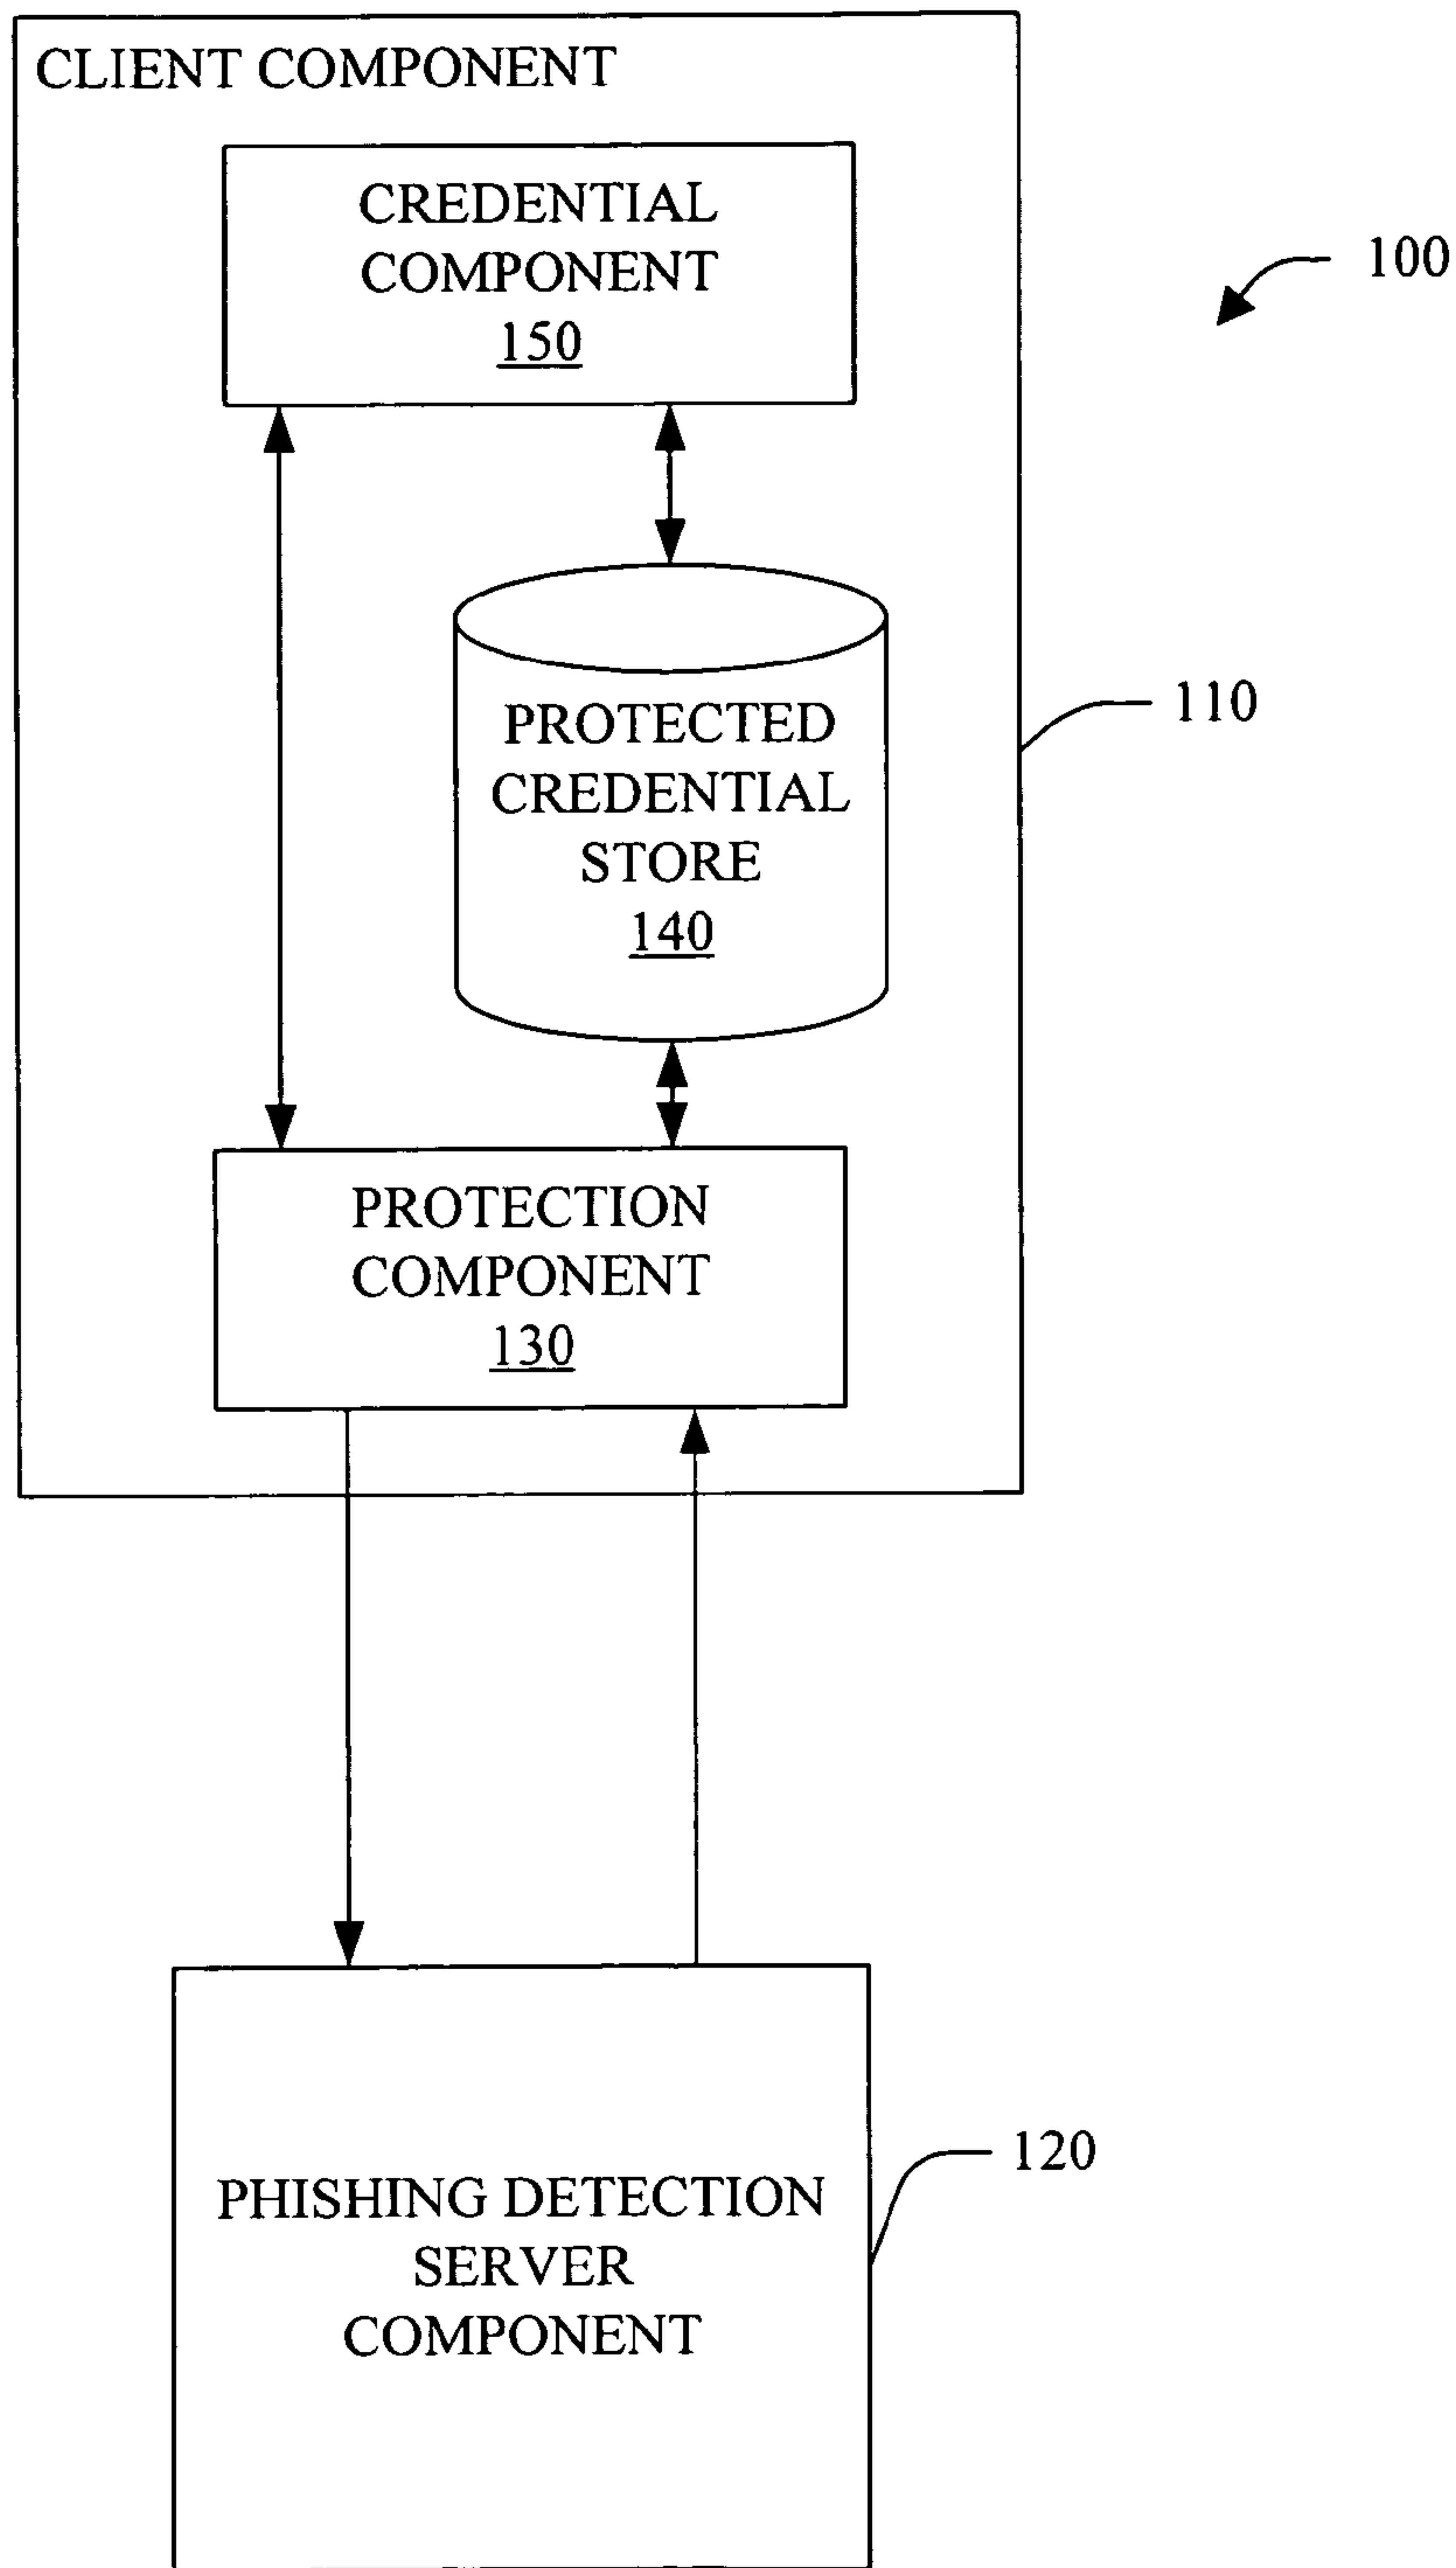 CLIENT COMPONENT
CREDENTIAL
COMPONENT
150
100
PROTECTED
CREDENTIAL
STORE
140
110
PROTECTION
COMPONENT
130
PHISHING DETECTION
SERVER
COMPONENT
120